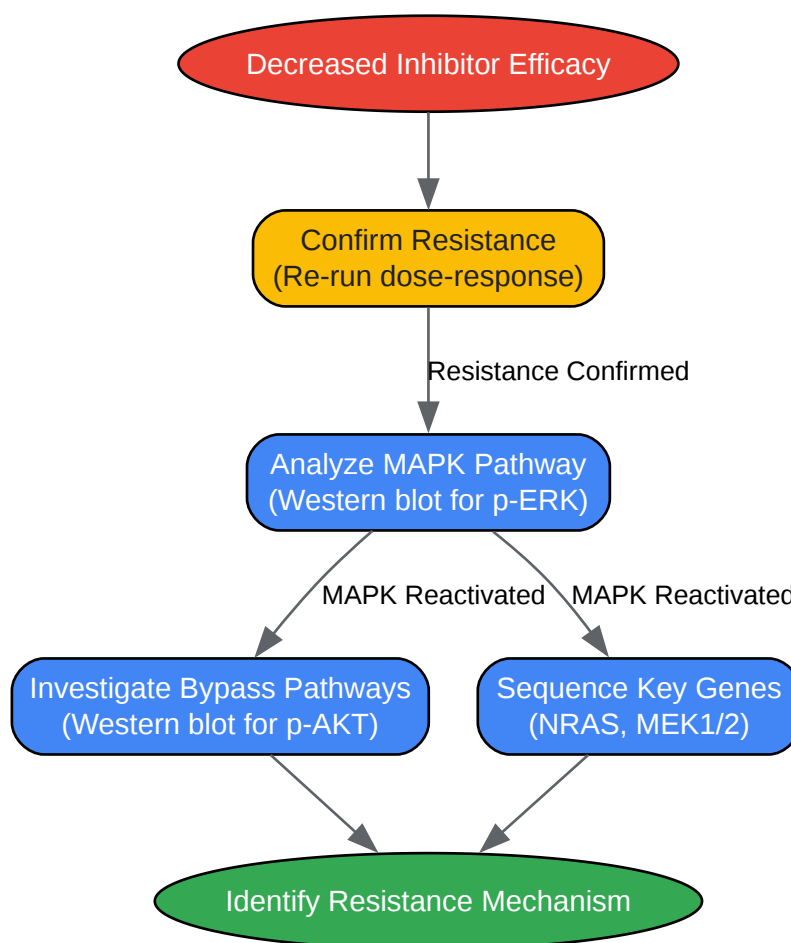 Decreased Inhibitor Efficacy
Confirm Resistance
(Re-run dose-response)
Resistance Confirmed
Analyze MAPK Pathway
(Western blot for p-ERK)
MAPK Reactivated
MAPK Reactivated
Investigate Bypass Pathways
(Western blot for p-AKT)
Sequence Key Genes
(NRAS, MEK1/2)
Identify Resistance Mechanism